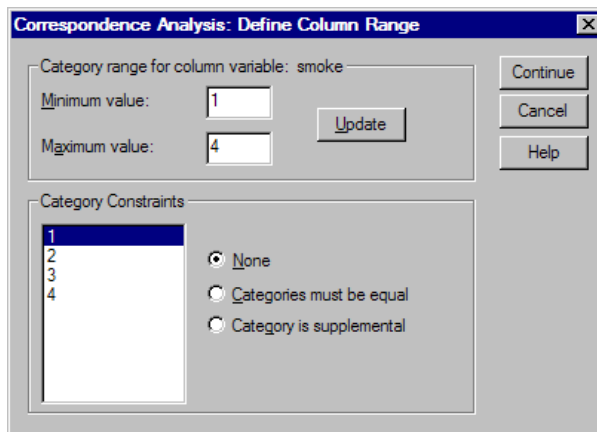 Correspondence Analysis: Define Column Range
Category range for column variable: smoke
Minimum value: 1
Maximum value: 4
Update
Continue
Cancel
Help
Category Constraints
1
2
3
4
None
Categories must be equal
Category is supplemental